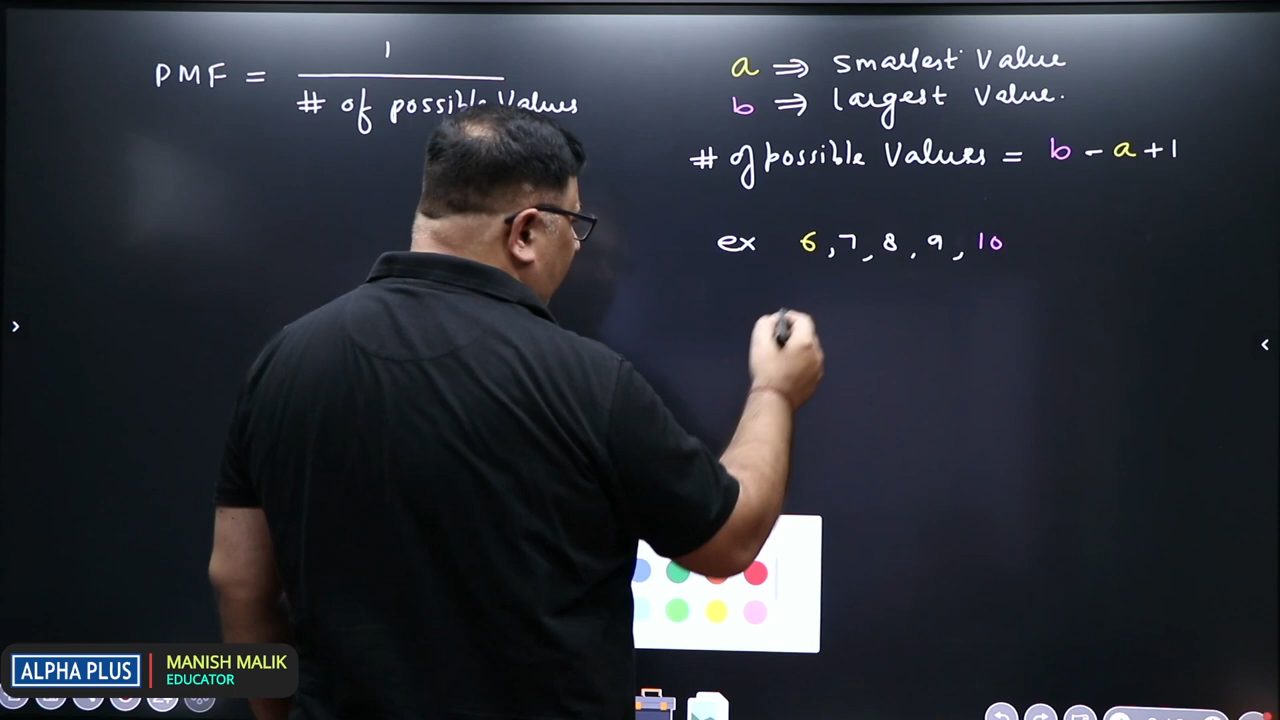 PMF = 1
# of possible Values
a ⇒ Smallest Value
b ⇒ largest Value.
# of possible Values = b - a + 1
ex 6, 7, 8, 9, 10
ALPHA PLUS
MANISH MALIK
EDUCATOR